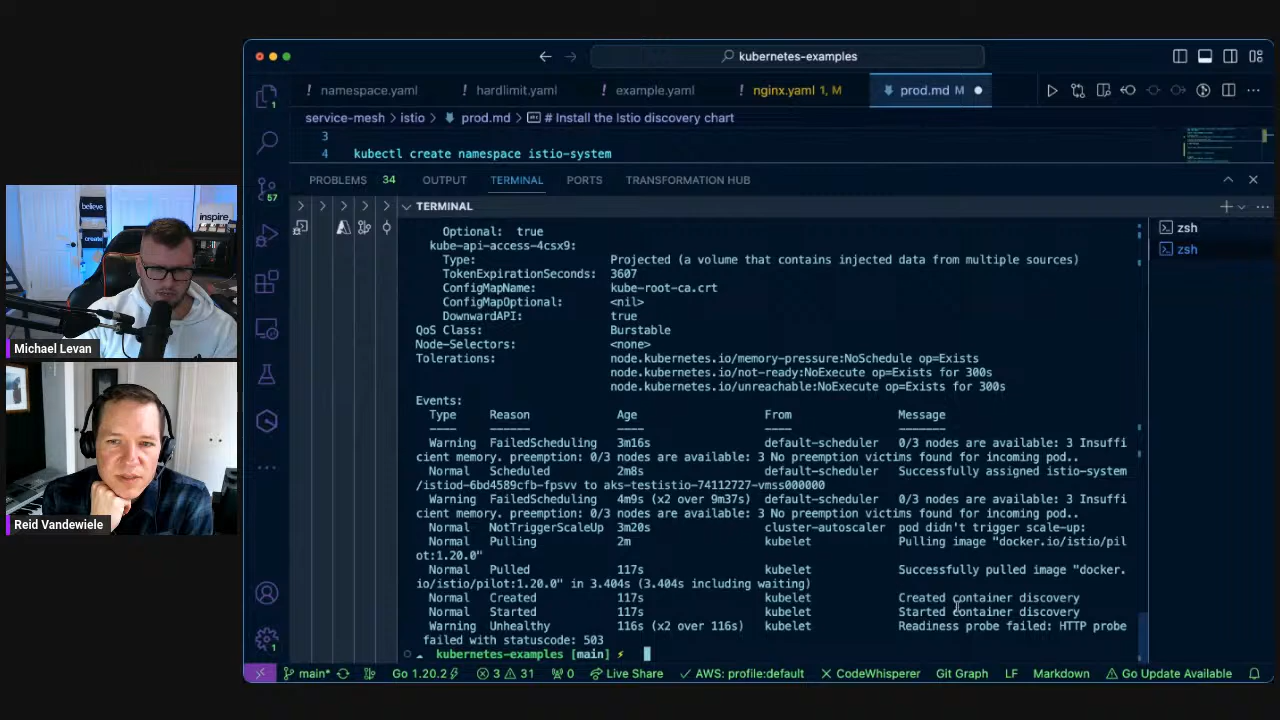 kubernetes-examples
namespace.yaml
hardlimit.yaml
example.yaml
nginx.yaml 1, M
prod.md M
service-mesh > istio > prod.md > # Install the Istio discovery chart
3
4 kubectl create namespace istio-system
PROBLEMS 34 OUTPUT TERMINAL PORTS TRANSFORMATION HUB
TERMINAL
zsh
zsh
Optional: true
kube-api-access-4csx9:
Type: Projected (a volume that contains injected data from multiple sources)
TokenExpirationSeconds: 3607
ConfigMapName: kube-root-ca.crt
ConfigMapOptional: <nil>
DownwardAPI: true
QoS Class: Burstable
Node-Selectors: <none>
Tolerations: node.kubernetes.io/memory-pressure:NoSchedule op=Exists
node.kubernetes.io/not-ready:NoExecute op=Exists for 300s
node.kubernetes.io/unreachable:NoExecute op=Exists for 300s
Events:
Type Reason Age From Message
---- ------ ---- ---- -------
Warning FailedScheduling 3m16s default-scheduler 0/3 nodes are available: 3 Insuffi
cient memory. preemption: 0/3 nodes are available: 3 No preemption victims found for incoming pod..
Normal Scheduled 2m8s default-scheduler Successfully assigned istio-system
/istiod-6bd4589cfb-fpsvv to aks-testistio-74112727-vmss000000
Warning FailedScheduling 4m9s (x2 over 9m37s) default-scheduler 0/3 nodes are available: 3 Insuffi
cient memory. preemption: 0/3 nodes are available: 3 No preemption victims found for incoming pod..
Normal NotTriggerScaleUp 3m20s cluster-autoscaler pod didn't trigger scale-up:
Normal Pulling 2m kubelet Pulling image "docker.io/istio/pil
ot:1.20.0"
Normal Pulled 117s kubelet Successfully pulled image "docker.
io/istio/pilot:1.20.0" in 3.404s (3.404s including waiting)
Normal Created 117s kubelet Created container discovery
Normal Started 117s kubelet Started container discovery
Warning Unhealthy 116s (x2 over 116s) kubelet Readiness probe failed: HTTP probe
failed with statuscode: 503
kubernetes-examples [main] ⚡
1
57
1
believe
create
inspire
Michael Levan
Reid Vandewiele
main* Go 1.20.2 3 31 0 Live Share AWS: profile:default CodeWhisperer Git Graph LF Markdown Go Update Available